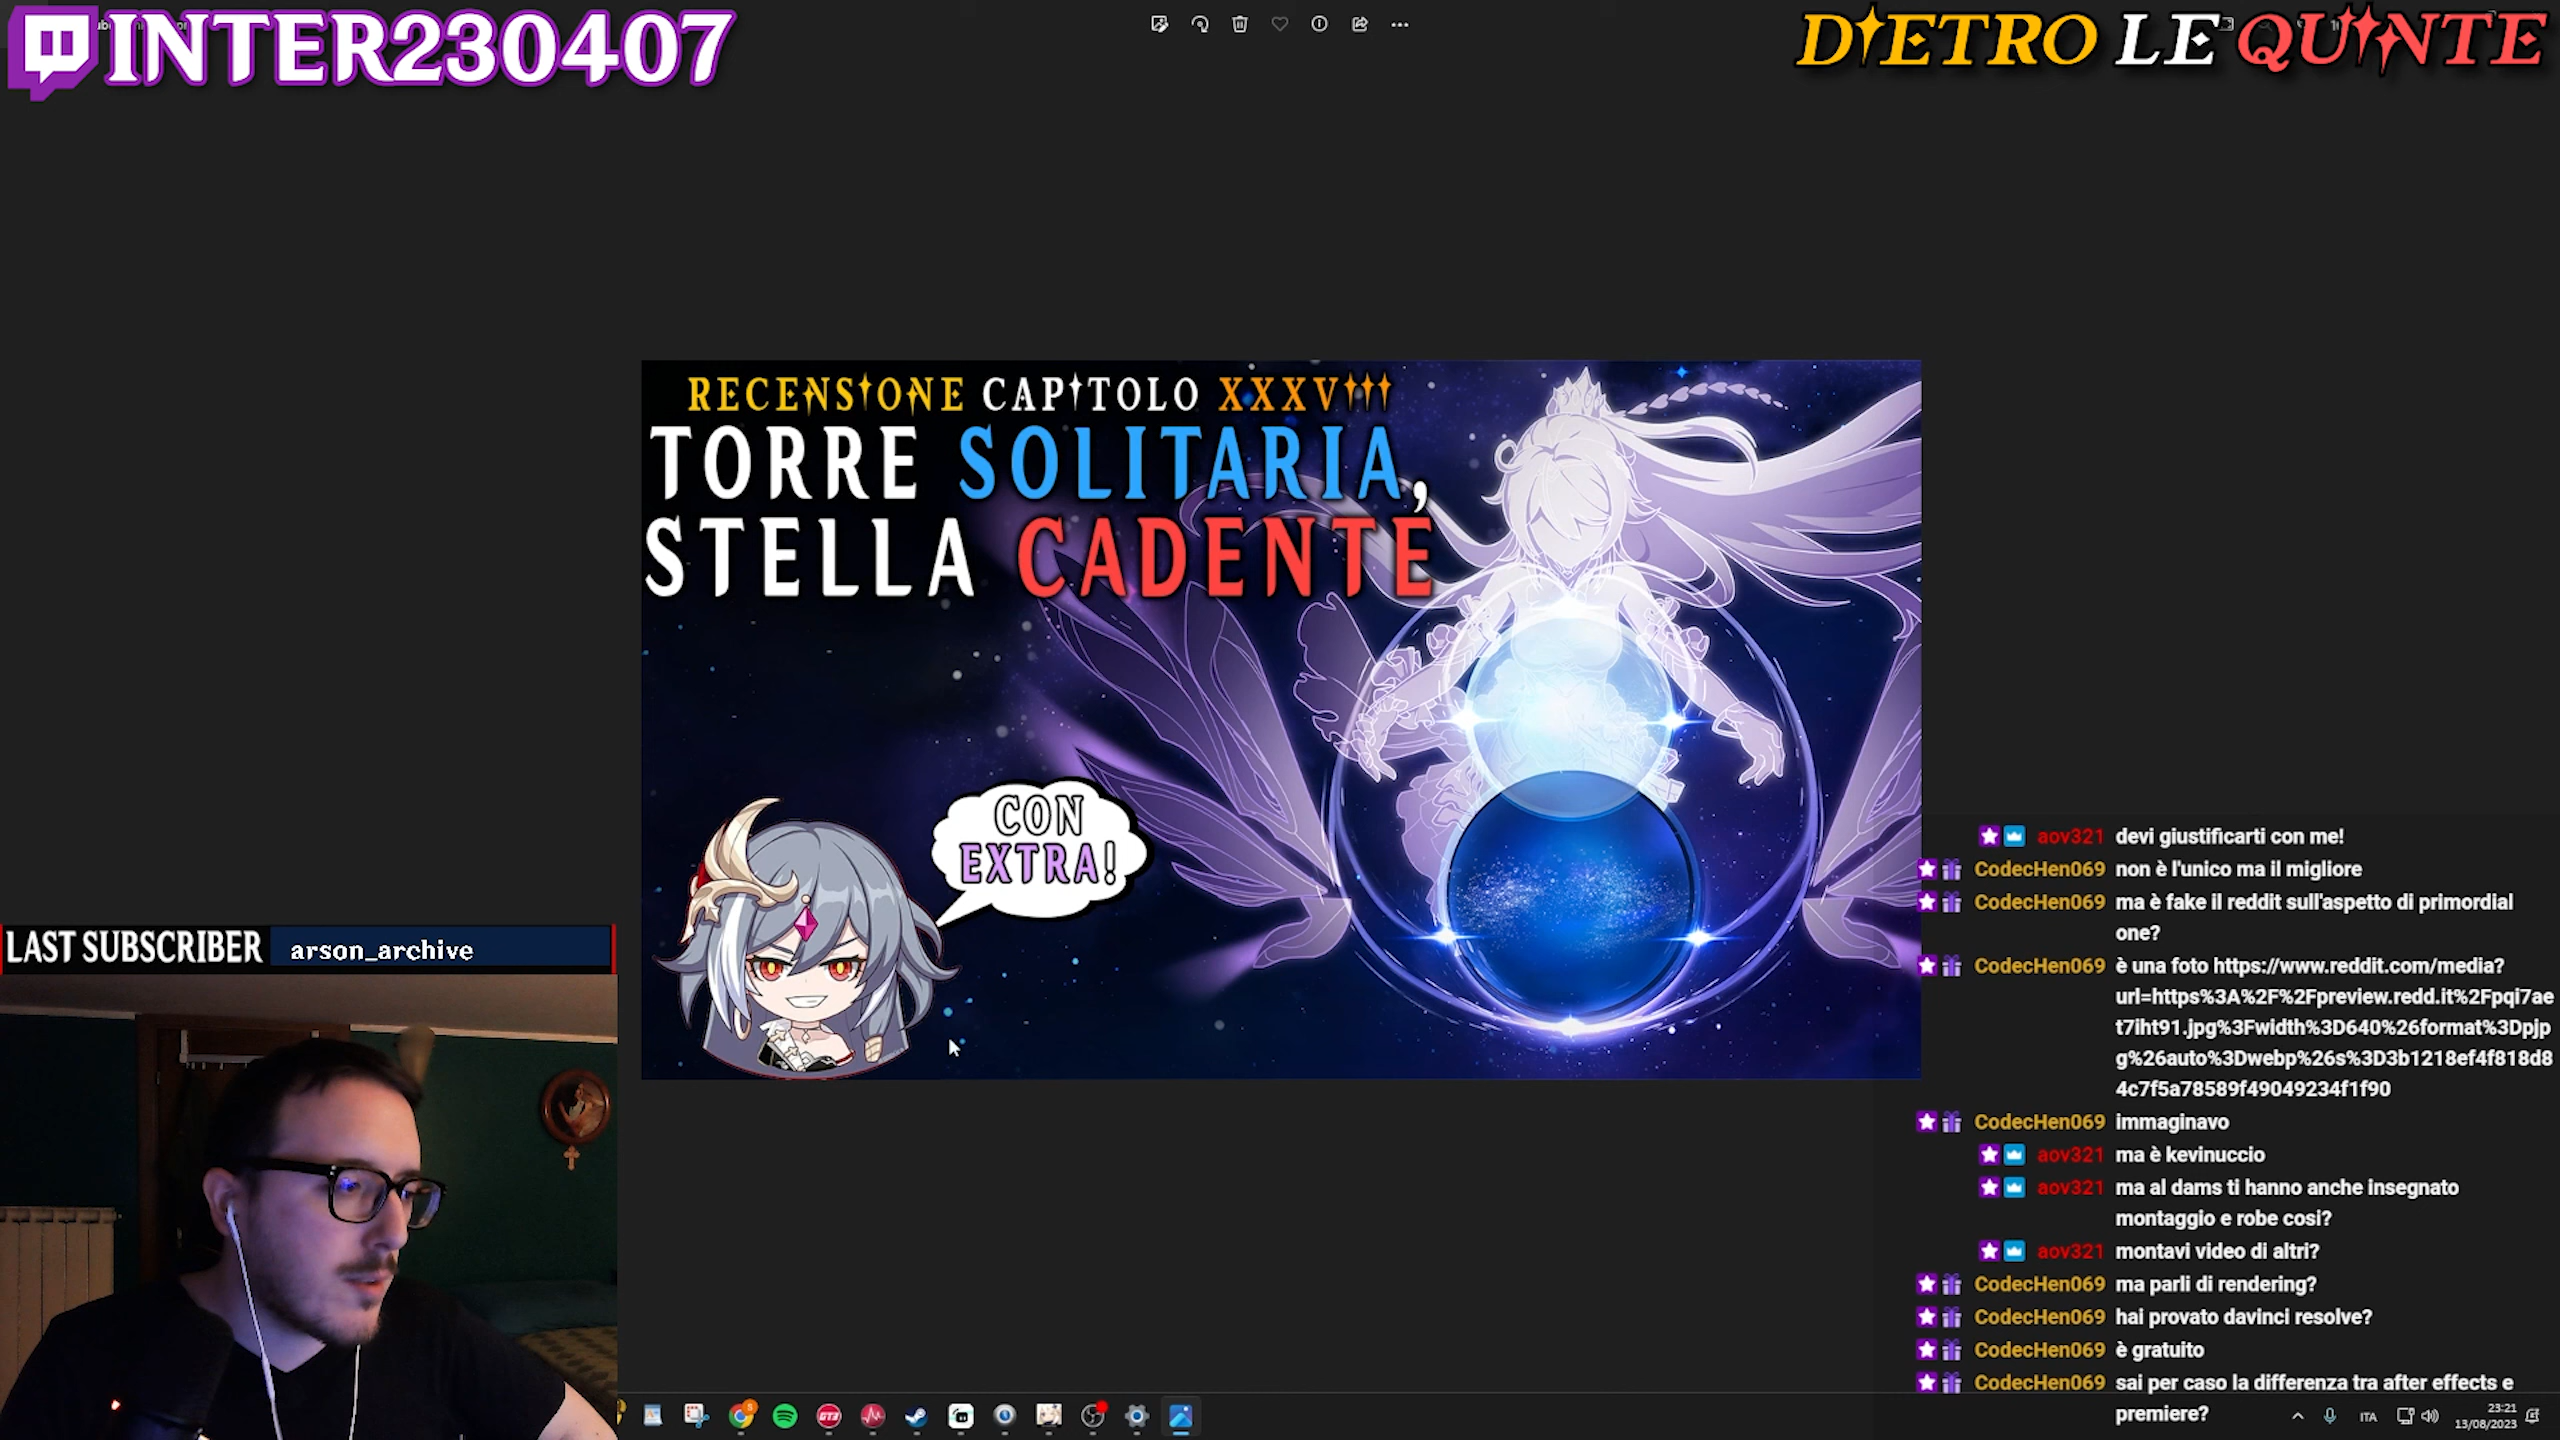 INTER230407
DIETRO LE QUINTE
RECENSIONE CAPITOLO XXXVIII
TORRE SOLITARIA,
STELLA CADENTE
CON
EXTRA!
LAST SUBSCRIBER arson_archive
aov321 devi giustificarti con me!
CodecHen069 non è l'unico ma il migliore
CodecHen069 ma è fake il reddit sull'aspetto di primordial
one?
CodecHen069 è una foto https://www.reddit.com/media?
url=https%3A%2F%2Fpreview.redd.it%2Fpqi7ae
t7iht91.jpg%3Fwidth%3D640%26format%3Dpjp
g%26auto%3Dwebp%26s%3D3b1218ef4f818d8
4c7f5a78589f49049234f1f90
CodecHen069 immaginavo
aov321 ma è kevinuccio
aov321 ma al dams ti hanno anche insegnato
montaggio e robe cosi?
aov321 montavi video di altri?
CodecHen069 ma parli di rendering?
CodecHen069 hai provato davinci resolve?
CodecHen069 è gratuito
CodecHen069 sai per caso la differenza tra after effects e
premiere?
GT3
ITA
23:21
13/08/2023